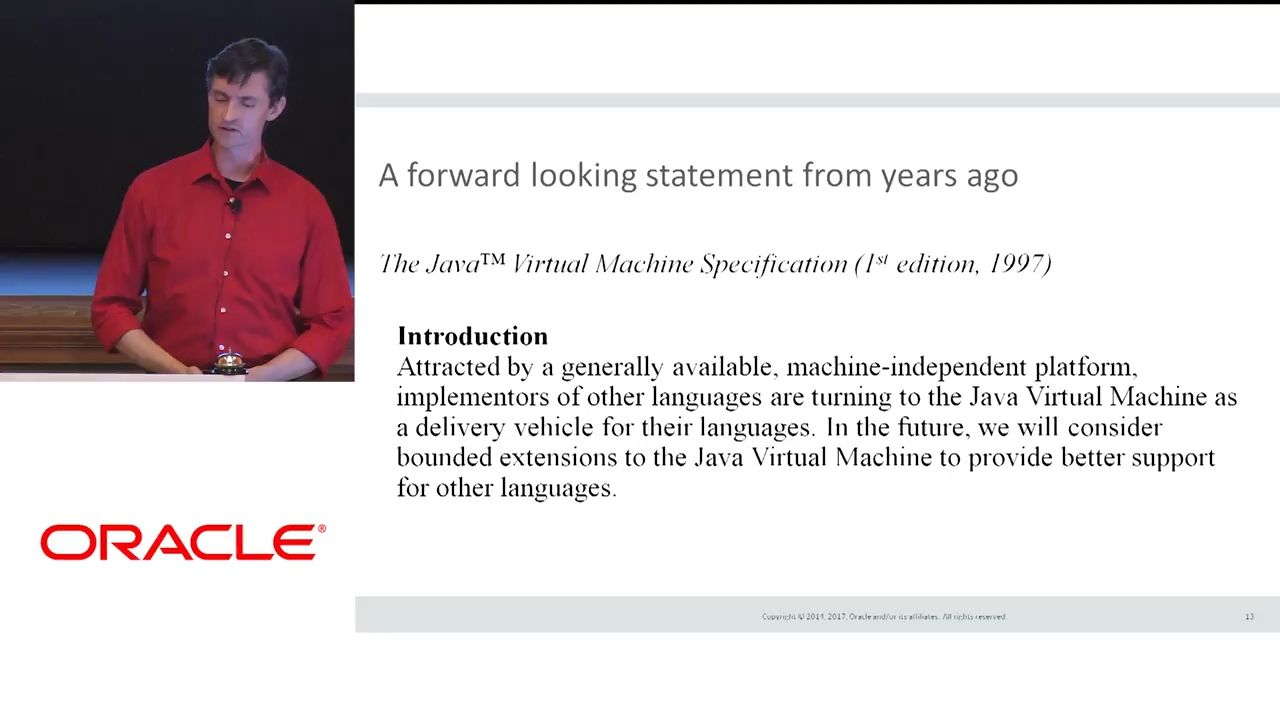 A forward looking statement from years ago
The Java™ Virtual Machine Specification (1st edition, 1997)
Introduction
Attracted by a generally available, machine-independent platform,
implementors of other languages are turning to the Java Virtual Machine as
a delivery vehicle for their languages. In the future, we will consider
bounded extensions to the Java Virtual Machine to provide better support
for other languages.
ORACLE®
Copyright © 2014, 2017, Oracle and/or its affiliates. All rights reserved.
13